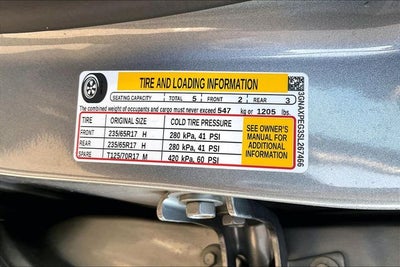 TIRE AND LOADING INFORMATION
SEATING CAPACITY TOTAL 5 FRONT 2 REAR 3
The combined weight of occupants and cargo must never exceed 547 kg or 1205 lbs.
TIRE ORIGINAL SIZE COLD TIRE PRESSURE
FRONT 235/65R17 H 280 kPa, 41 PSI
REAR 235/65R17 H 280 kPa, 41 PSI
SPARE T125/70R17 M 420 kPa, 60 PSI
SEE OWNER'S
MANUAL FOR
ADDITIONAL
INFORMATION
3GNAXPEG3SL267466